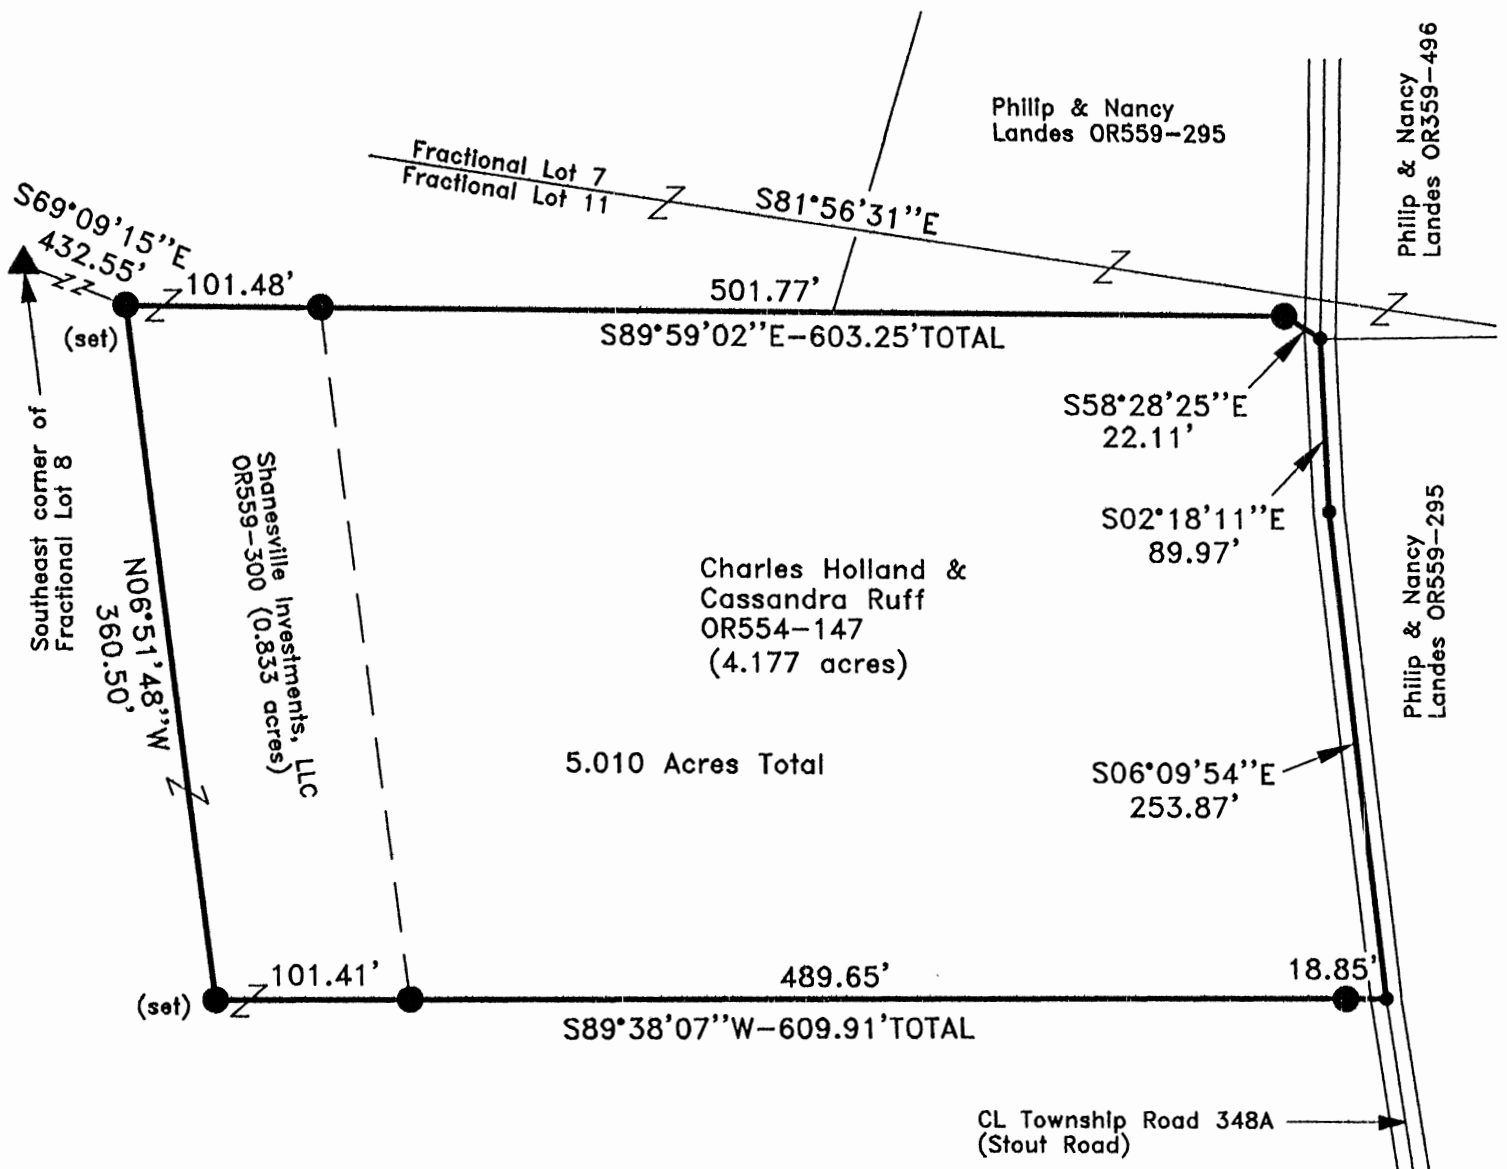 Philip & Nancy
Landes OR559-295
Philip & Nancy
Landes OR359-496
Fractional Lot 7
Fractional Lot 11
S81°56'31"E
S69°09'15"E
432.55'
101.48'
501.77'
S89°59'02"E-603.25'TOTAL
(set)
S58°28'25"E
22.11'
Southeast corner of
Fractional Lot 8
Shanesville Investments, LLC
OR559-300 (0.833 acres)
S02°18'11"E
89.97'
Philip & Nancy
Landes OR559-295
N06°51'48"W
360.50'
Charles Holland &
Cassandra Ruff
OR554-147
(4.177 acres)
5.010 Acres Total
S06°09'54"E
253.87'
(set)
101.41'
489.65'
18.85'
S89°38'07"W-609.91'TOTAL
CL Township Road 348A
(Stout Road)